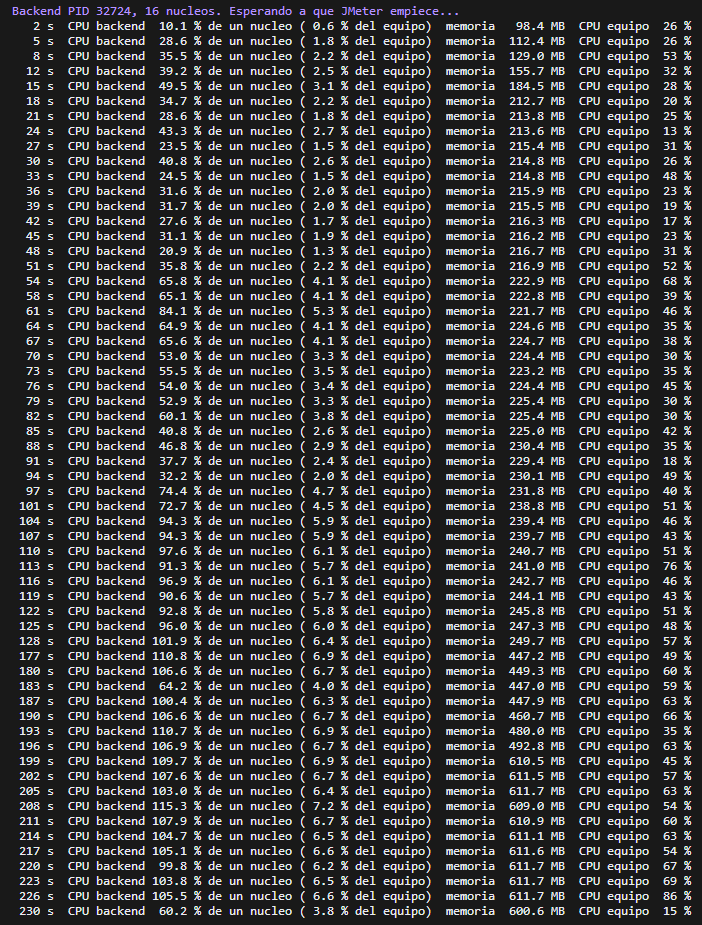 Backend PID 32724, 16 nucleos. Esperando a que JMeter empiece...
2 s  CPU backend  10.1 % de un nucleo ( 0.6 % del equipo)  memoria   98.4 MB  CPU equipo  26 %
5 s  CPU backend  28.6 % de un nucleo ( 1.8 % del equipo)  memoria  112.4 MB  CPU equipo  26 %
8 s  CPU backend  35.5 % de un nucleo ( 2.2 % del equipo)  memoria  129.0 MB  CPU equipo  53 %
12 s  CPU backend  39.2 % de un nucleo ( 2.5 % del equipo)  memoria  155.7 MB  CPU equipo  32 %
15 s  CPU backend  49.5 % de un nucleo ( 3.1 % del equipo)  memoria  184.5 MB  CPU equipo  28 %
18 s  CPU backend  34.7 % de un nucleo ( 2.2 % del equipo)  memoria  212.7 MB  CPU equipo  20 %
21 s  CPU backend  28.6 % de un nucleo ( 1.8 % del equipo)  memoria  213.8 MB  CPU equipo  25 %
24 s  CPU backend  43.3 % de un nucleo ( 2.7 % del equipo)  memoria  213.6 MB  CPU equipo  13 %
27 s  CPU backend  23.5 % de un nucleo ( 1.5 % del equipo)  memoria  215.4 MB  CPU equipo  31 %
30 s  CPU backend  40.8 % de un nucleo ( 2.6 % del equipo)  memoria  214.8 MB  CPU equipo  26 %
33 s  CPU backend  24.5 % de un nucleo ( 1.5 % del equipo)  memoria  214.8 MB  CPU equipo  48 %
36 s  CPU backend  31.6 % de un nucleo ( 2.0 % del equipo)  memoria  215.9 MB  CPU equipo  23 %
39 s  CPU backend  31.7 % de un nucleo ( 2.0 % del equipo)  memoria  215.5 MB  CPU equipo  19 %
42 s  CPU backend  27.6 % de un nucleo ( 1.7 % del equipo)  memoria  216.3 MB  CPU equipo  17 %
45 s  CPU backend  31.1 % de un nucleo ( 1.9 % del equipo)  memoria  216.2 MB  CPU equipo  23 %
48 s  CPU backend  20.9 % de un nucleo ( 1.3 % del equipo)  memoria  216.7 MB  CPU equipo  31 %
51 s  CPU backend  35.8 % de un nucleo ( 2.2 % del equipo)  memoria  216.9 MB  CPU equipo  52 %
54 s  CPU backend  65.8 % de un nucleo ( 4.1 % del equipo)  memoria  222.9 MB  CPU equipo  68 %
58 s  CPU backend  65.1 % de un nucleo ( 4.1 % del equipo)  memoria  222.8 MB  CPU equipo  39 %
61 s  CPU backend  84.1 % de un nucleo ( 5.3 % del equipo)  memoria  221.7 MB  CPU equipo  46 %
64 s  CPU backend  64.9 % de un nucleo ( 4.1 % del equipo)  memoria  224.6 MB  CPU equipo  35 %
67 s  CPU backend  65.6 % de un nucleo ( 4.1 % del equipo)  memoria  224.7 MB  CPU equipo  38 %
70 s  CPU backend  53.0 % de un nucleo ( 3.3 % del equipo)  memoria  224.4 MB  CPU equipo  30 %
73 s  CPU backend  55.5 % de un nucleo ( 3.5 % del equipo)  memoria  223.2 MB  CPU equipo  35 %
76 s  CPU backend  54.0 % de un nucleo ( 3.4 % del equipo)  memoria  224.4 MB  CPU equipo  45 %
79 s  CPU backend  52.9 % de un nucleo ( 3.3 % del equipo)  memoria  225.4 MB  CPU equipo  30 %
82 s  CPU backend  60.1 % de un nucleo ( 3.8 % del equipo)  memoria  225.4 MB  CPU equipo  30 %
85 s  CPU backend  40.8 % de un nucleo ( 2.6 % del equipo)  memoria  225.0 MB  CPU equipo  42 %
88 s  CPU backend  46.8 % de un nucleo ( 2.9 % del equipo)  memoria  230.4 MB  CPU equipo  35 %
91 s  CPU backend  37.7 % de un nucleo ( 2.4 % del equipo)  memoria  229.4 MB  CPU equipo  18 %
94 s  CPU backend  32.2 % de un nucleo ( 2.0 % del equipo)  memoria  230.1 MB  CPU equipo  49 %
97 s  CPU backend  74.4 % de un nucleo ( 4.7 % del equipo)  memoria  231.8 MB  CPU equipo  40 %
101 s  CPU backend  72.7 % de un nucleo ( 4.5 % del equipo)  memoria  238.8 MB  CPU equipo  51 %
104 s  CPU backend  94.3 % de un nucleo ( 5.9 % del equipo)  memoria  239.4 MB  CPU equipo  46 %
107 s  CPU backend  94.3 % de un nucleo ( 5.9 % del equipo)  memoria  239.7 MB  CPU equipo  43 %
110 s  CPU backend  97.6 % de un nucleo ( 6.1 % del equipo)  memoria  240.7 MB  CPU equipo  51 %
113 s  CPU backend  91.3 % de un nucleo ( 5.7 % del equipo)  memoria  241.0 MB  CPU equipo  76 %
116 s  CPU backend  96.9 % de un nucleo ( 6.1 % del equipo)  memoria  242.7 MB  CPU equipo  46 %
119 s  CPU backend  90.6 % de un nucleo ( 5.7 % del equipo)  memoria  244.1 MB  CPU equipo  43 %
122 s  CPU backend  92.8 % de un nucleo ( 5.8 % del equipo)  memoria  245.8 MB  CPU equipo  51 %
125 s  CPU backend  96.0 % de un nucleo ( 6.0 % del equipo)  memoria  247.3 MB  CPU equipo  48 %
128 s  CPU backend 101.9 % de un nucleo ( 6.4 % del equipo)  memoria  249.7 MB  CPU equipo  57 %
177 s  CPU backend 110.8 % de un nucleo ( 6.9 % del equipo)  memoria  447.2 MB  CPU equipo  49 %
180 s  CPU backend 106.6 % de un nucleo ( 6.7 % del equipo)  memoria  449.3 MB  CPU equipo  60 %
183 s  CPU backend  64.2 % de un nucleo ( 4.0 % del equipo)  memoria  447.0 MB  CPU equipo  59 %
187 s  CPU backend 100.4 % de un nucleo ( 6.3 % del equipo)  memoria  447.9 MB  CPU equipo  63 %
190 s  CPU backend 106.6 % de un nucleo ( 6.7 % del equipo)  memoria  460.7 MB  CPU equipo  66 %
193 s  CPU backend 110.7 % de un nucleo ( 6.9 % del equipo)  memoria  480.0 MB  CPU equipo  35 %
196 s  CPU backend 106.9 % de un nucleo ( 6.7 % del equipo)  memoria  492.8 MB  CPU equipo  63 %
199 s  CPU backend 109.7 % de un nucleo ( 6.9 % del equipo)  memoria  610.5 MB  CPU equipo  45 %
202 s  CPU backend 107.6 % de un nucleo ( 6.7 % del equipo)  memoria  611.5 MB  CPU equipo  57 %
205 s  CPU backend 103.0 % de un nucleo ( 6.4 % del equipo)  memoria  611.7 MB  CPU equipo  63 %
208 s  CPU backend 115.3 % de un nucleo ( 7.2 % del equipo)  memoria  609.0 MB  CPU equipo  54 %
211 s  CPU backend 107.9 % de un nucleo ( 6.7 % del equipo)  memoria  610.9 MB  CPU equipo  60 %
214 s  CPU backend 104.7 % de un nucleo ( 6.5 % del equipo)  memoria  611.1 MB  CPU equipo  63 %
217 s  CPU backend 105.1 % de un nucleo ( 6.6 % del equipo)  memoria  611.6 MB  CPU equipo  54 %
220 s  CPU backend  99.8 % de un nucleo ( 6.2 % del equipo)  memoria  611.7 MB  CPU equipo  67 %
223 s  CPU backend 103.8 % de un nucleo ( 6.5 % del equipo)  memoria  611.7 MB  CPU equipo  69 %
226 s  CPU backend 105.5 % de un nucleo ( 6.6 % del equipo)  memoria  611.7 MB  CPU equipo  86 %
230 s  CPU backend  60.2 % de un nucleo ( 3.8 % del equipo)  memoria  600.6 MB  CPU equipo  15 %